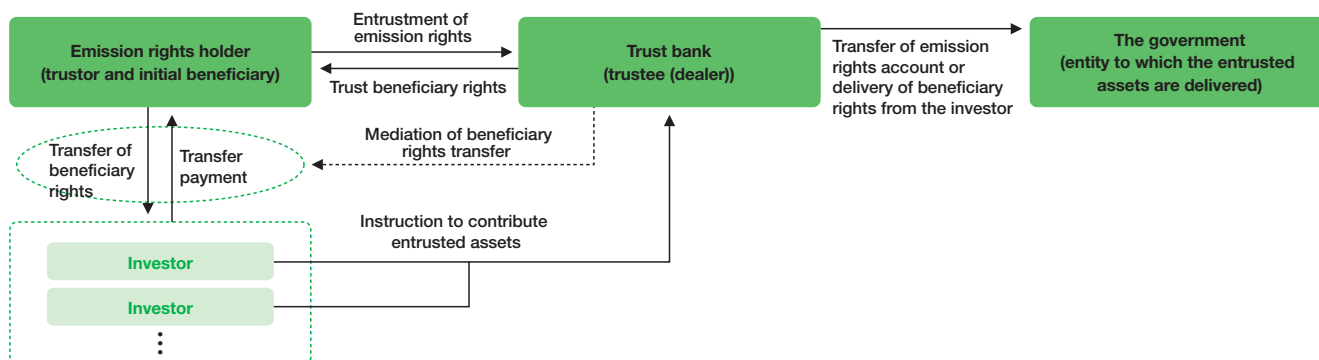 Emission rights holder
(trustor and initial beneficiary)
Entrustment of
emission rights
Trust beneficiary rights
Trust bank
(trustee (dealer))
Transfer of emission
rights account or
delivery of beneficiary
rights from the investor
The government
(entity to which the entrusted
assets are delivered)
Transfer of
beneficiary
rights
Transfer
payment
Mediation of beneficiary
rights transfer
Instruction to contribute
entrusted assets
Investor
Investor